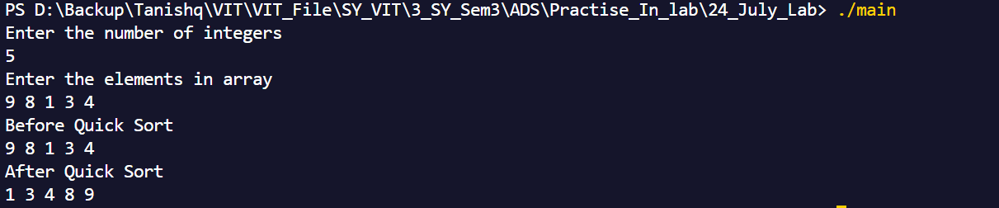 PS D:\Backup\Tanishq\VIT\VIT_File\SY_VIT\3_SY_Sem3\ADS\Practise_In_lab\24_July_Lab> ./main
Enter the number of integers
5
Enter the elements in array
9 8 1 3 4
Before Quick Sort
9 8 1 3 4
After Quick Sort
1 3 4 8 9